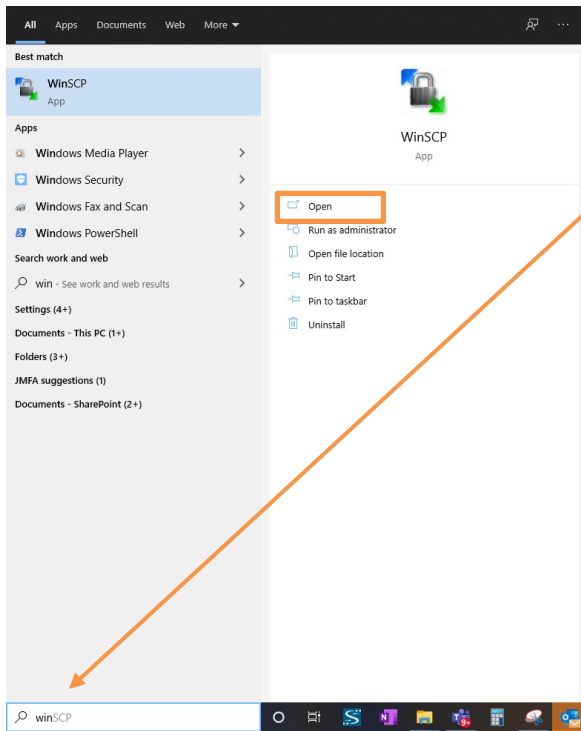 All Apps Documents Web More
Best match
WinSCP
App
Apps
Windows Media Player
Windows Security
Windows Fax and Scan
Windows PowerShell
Search work and web
win - See work and web results
Settings (4+)
Documents - This PC (1+)
Folders (3+)
JMFA suggestions (1)
Documents - SharePoint (2+)
WinSCP
App
Open
Run as administrator
Open file location
Pin to Start
Pin to taskbar
Uninstall
winSCP
S N T 9+